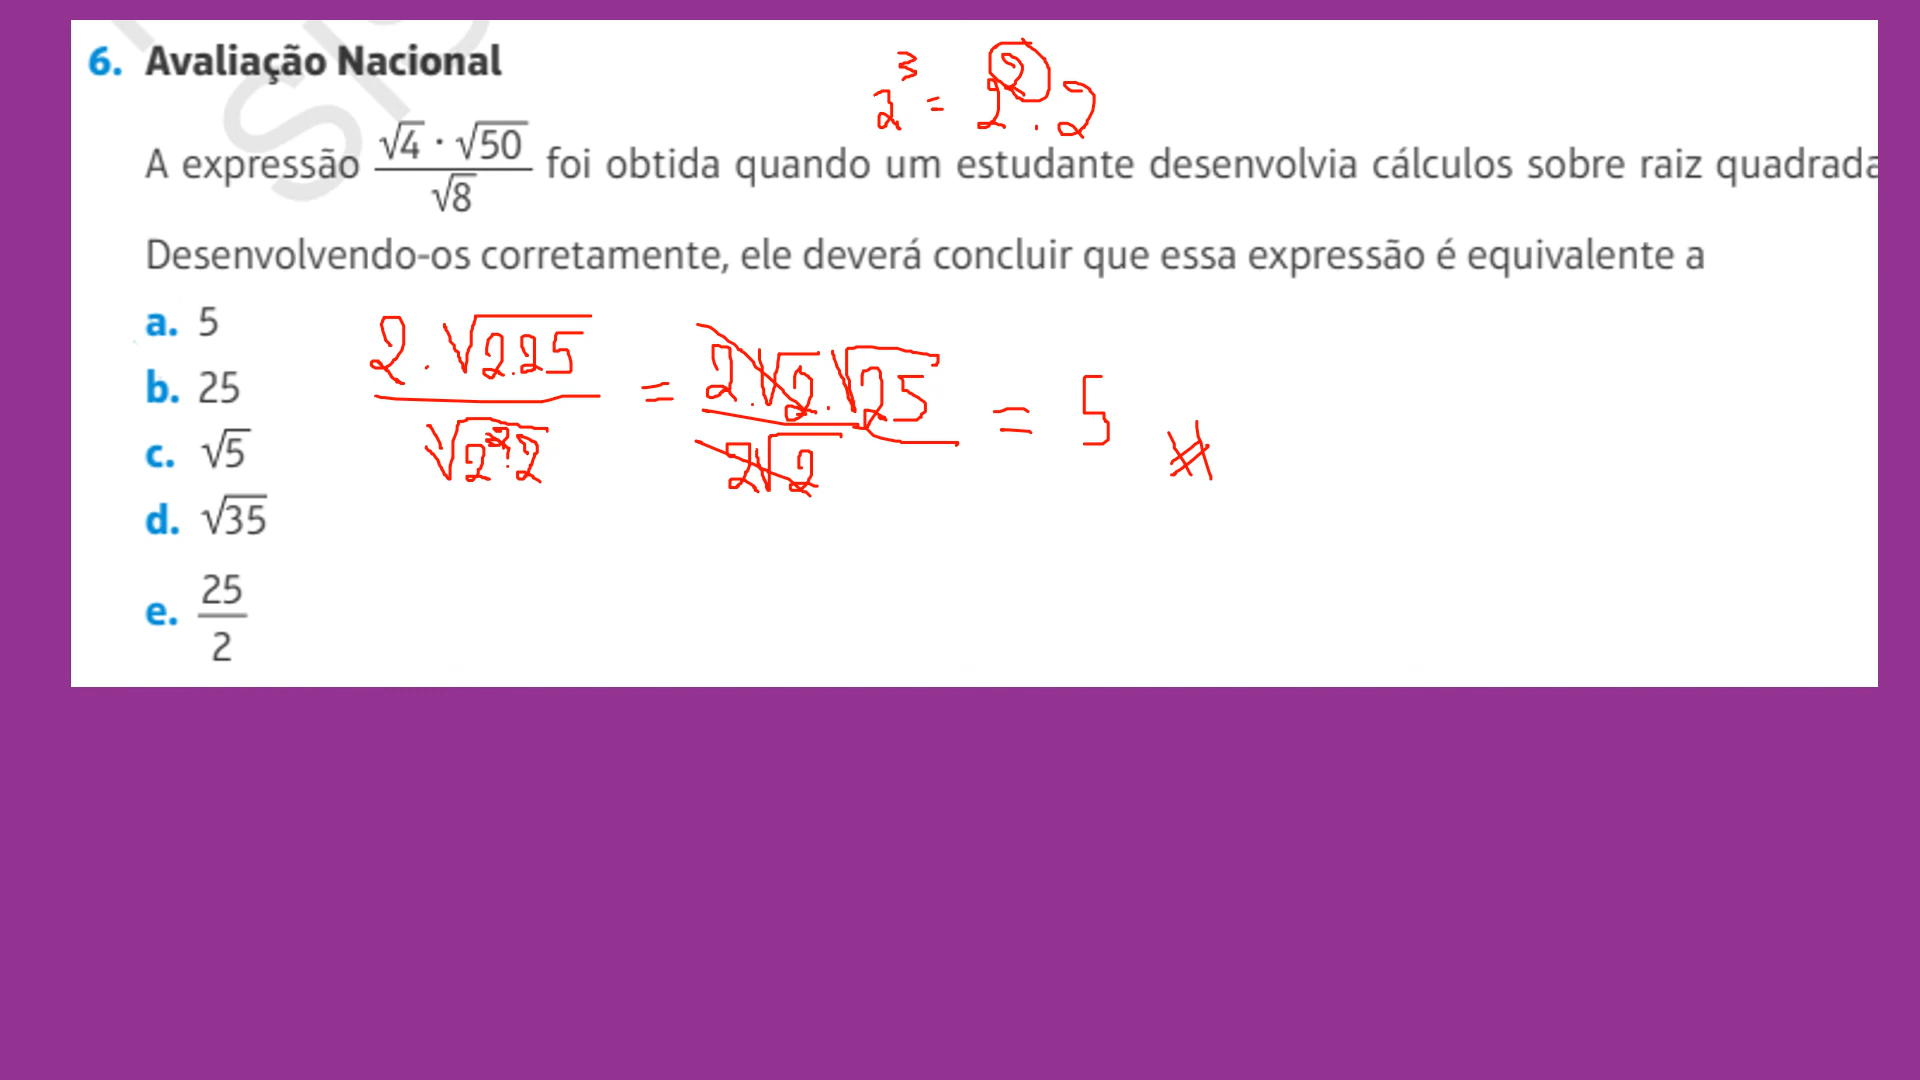 6. Avaliação Nacional
2³ = 2² . 2
A expressão √4 · √50 / √8 foi obtida quando um estudante desenvolvia cálculos sobre raiz quadrada
Desenvolvendo-os corretamente, ele deverá concluir que essa expressão é equivalente a
a. 5
b. 25
c. √5
d. √35
e. 25/2
2 . √2.25 / √2².2 = 2.√2.√25 / 2√2 = 5